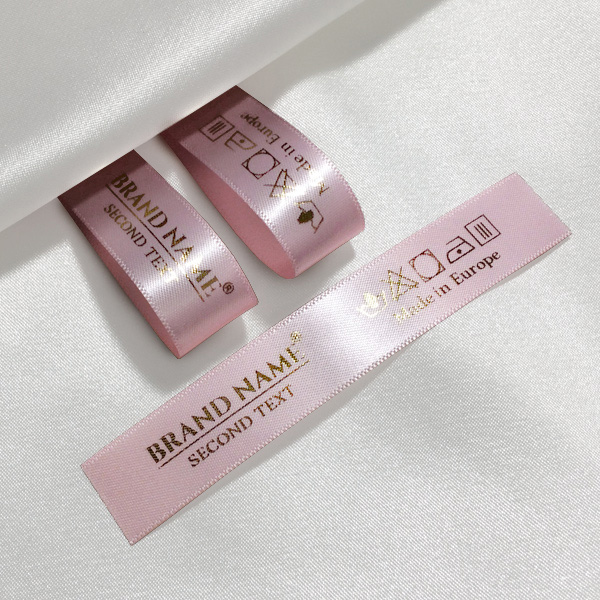 BRAND NAME®
SECOND TEXT
Made in Europe
BRAND NAME®
SECOND TEXT
Made in Europe